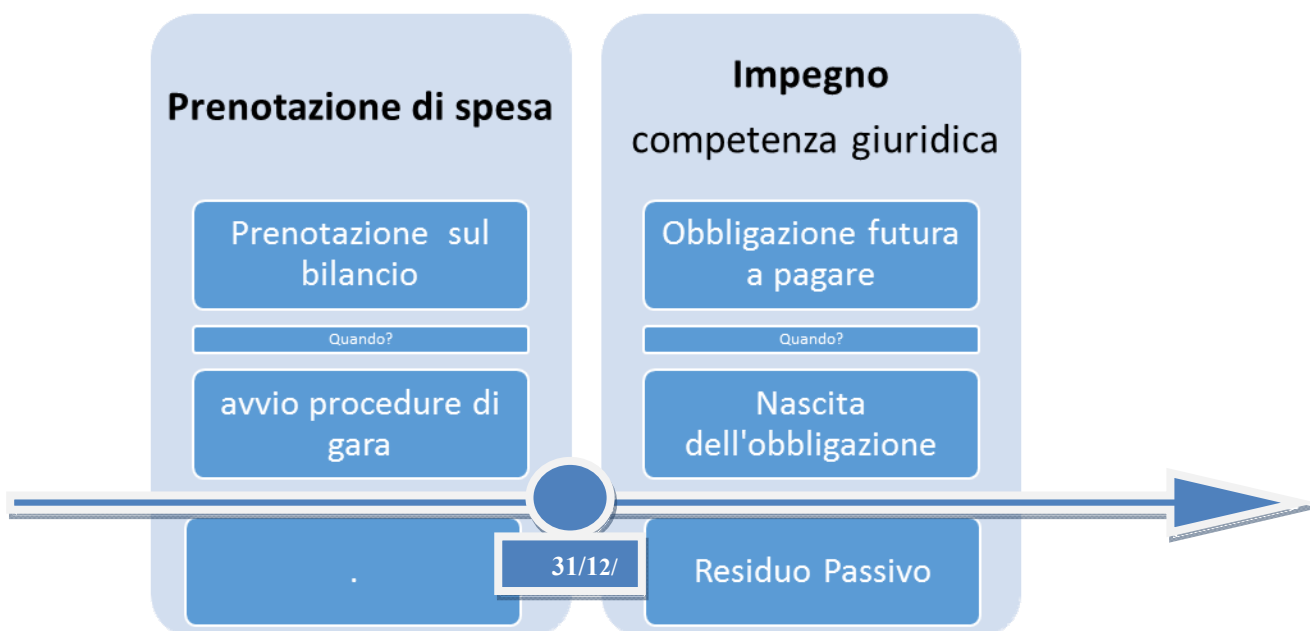 Prenotazione di spesa
Prenotazione sul
bilancio
Quando?
avvio procedure di
gara
.
Impegno
competenza giuridica
Obbligazione futura
a pagare
Quando?
Nascita
dell'obbligazione
Residuo Passivo
31/12/